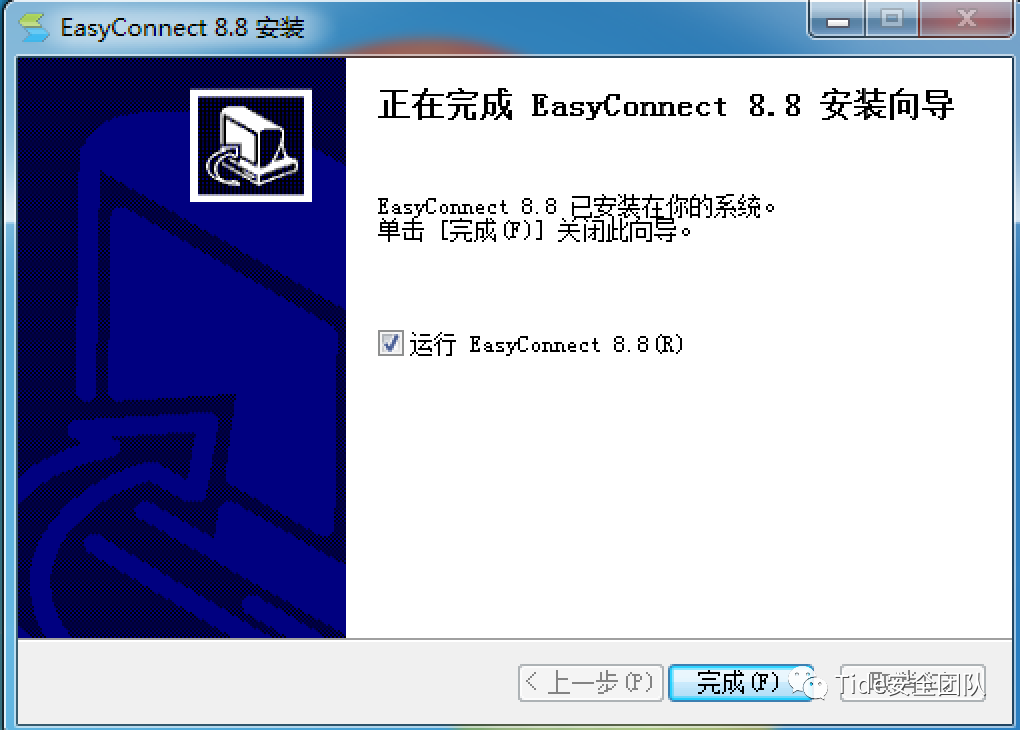 EasyConnect 8.8 安装
正在完成 EasyConnect 8.8 安装向导
EasyConnect 8.8 已安装在你的系统。
单击 [完成(F)] 关闭此向导。
运行 EasyConnect 8.8(R)
< 上一步(P)
完成(F)
Tide安全团队